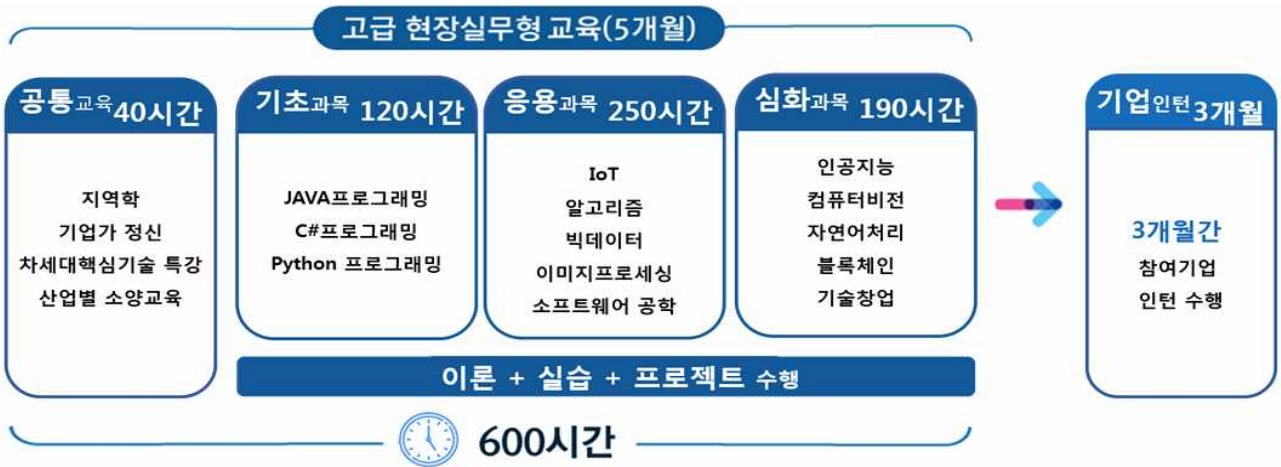 고급 현장실무형 교육(5개월)
공통교육 40시간
지역학
기업가 정신
차세대핵심기술 특강
산업별 소양교육
기초과목 120시간
JAVA프로그래밍
C#프로그래밍
Python 프로그래밍
응용과목 250시간
IoT
알고리즘
빅데이터
이미지프로세싱
소프트웨어 공학
심화과목 190시간
인공지능
컴퓨터비전
자연어처리
블록체인
기술창업
이론 + 실습 + 프로젝트 수행
600시간
기업인턴 3개월
3개월간
참여기업
인턴 수행